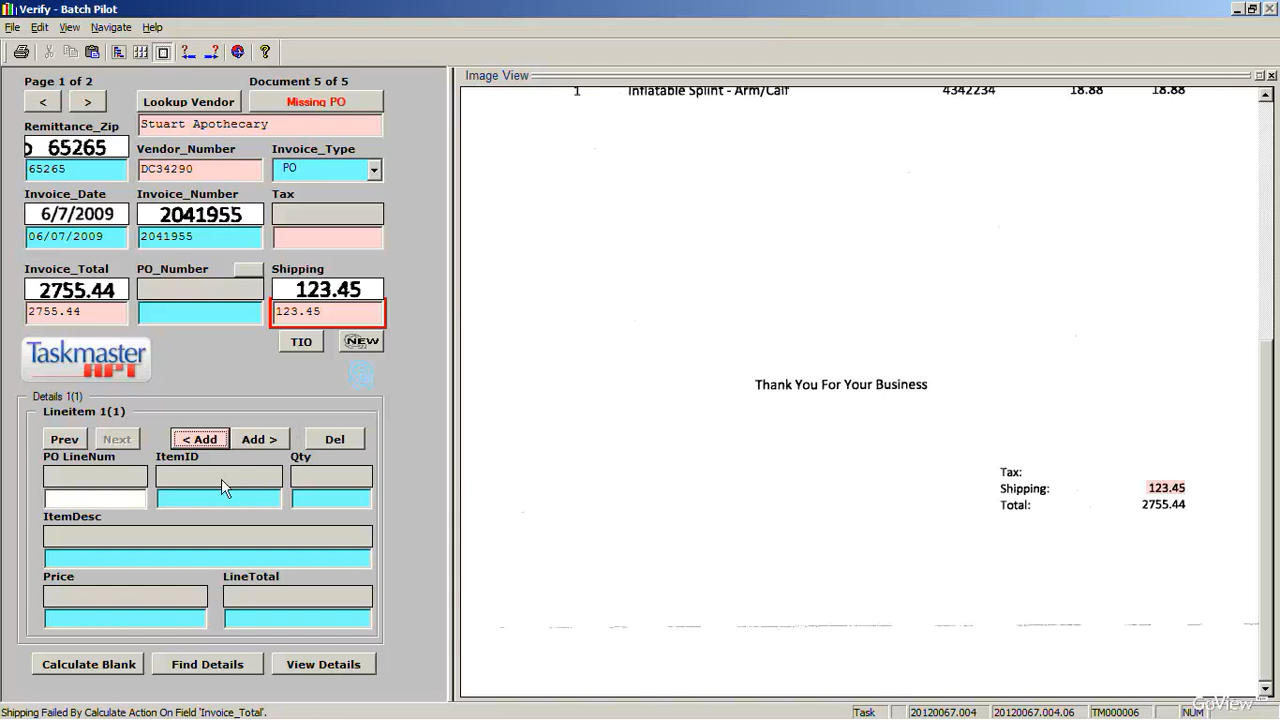 Verify - Batch Pilot
File Edit View Navigate Help
Page 1 of 2 Document 5 of 5
< > Lookup Vendor Missing PO
Remittance_Zip Stuart Apothecary
65265 Vendor_Number Invoice_Type
65265 DC34290 PO
Invoice_Date Invoice_Number Tax
6/7/2009 2041955
06/07/2009 2041955
Invoice_Total PO_Number Shipping
2755.44 123.45
2755.44 123.45
TIO NEW
Taskmaster
APT
Details 1(1)
Lineitem 1(1)
Prev Next < Add Add > Del
PO LineNum ItemID Qty
ItemDesc
Price LineTotal
Calculate Blank Find Details View Details
Image View
1 Inflatable Splint - Arm/Calf 4342234 18.88 18.88
Thank You For Your Business
Tax:
Shipping: 123.45
Total: 2755.44
GoView
Shipping Failed By Calculate Action On Field 'Invoice_Total'. Task 20120067.004 20120067.004.06 TM000006 NUM